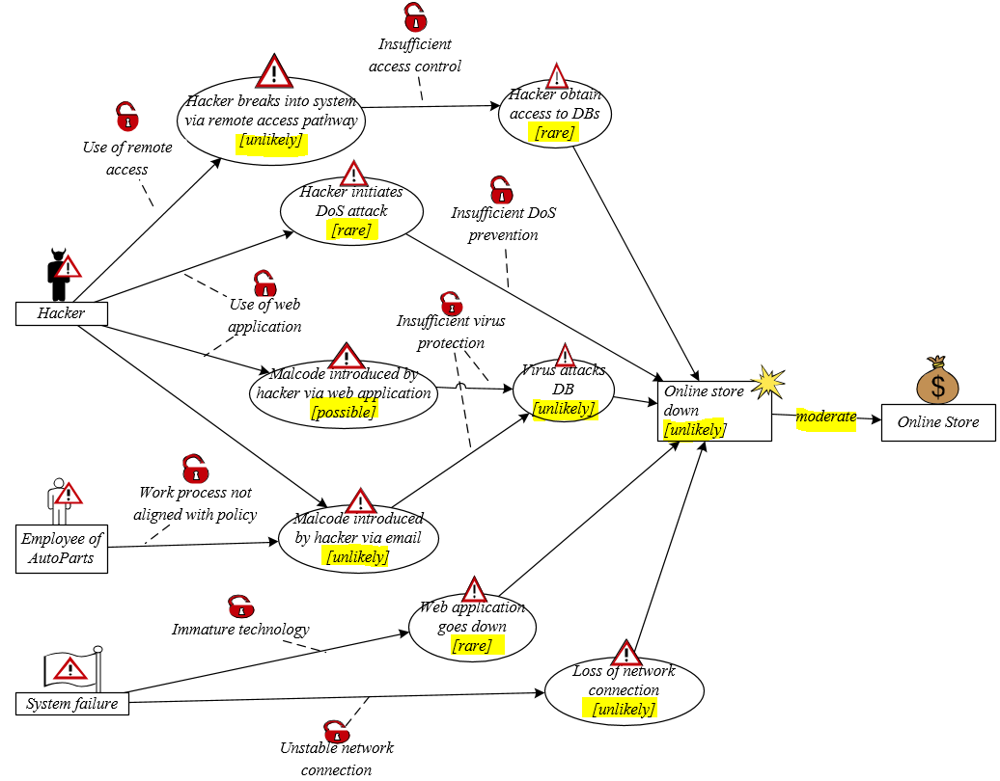 Insufficient
access control
Hacker breaks into system
via remote access pathway
[unlikely]
Hacker obtain
access to DBs
[rare]
Use of remote
access
Hacker initiates
DoS attack
[rare]
Insufficient DoS
prevention
Hacker
Use of web
application
Insufficient virus
protection
Malcode introduced by
hacker via web application
[possible]
Virus attacks
DB
[unlikely]
Online store
down
[unlikely]
moderate
$
Online Store
Work process not
aligned with policy
Employee of
AutoParts
Malcode introduced
by hacker via email
[unlikely]
Immature technology
Web application
goes down
[rare]
System failure
Loss of network
connection
[unlikely]
Unstable network
connection